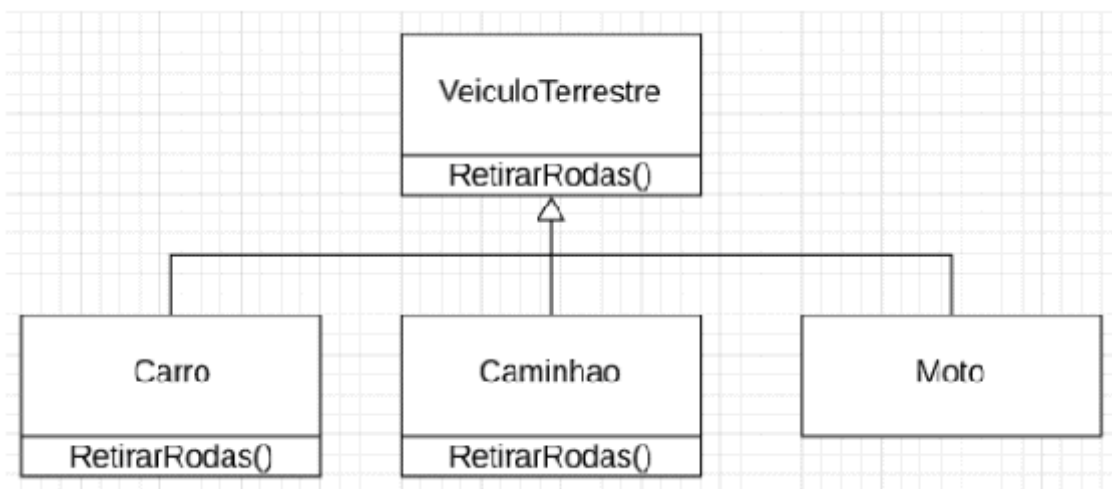 VeiculoTerrestre
RetirarRodas()
Carro
RetirarRodas()
Caminhao
RetirarRodas()
Moto